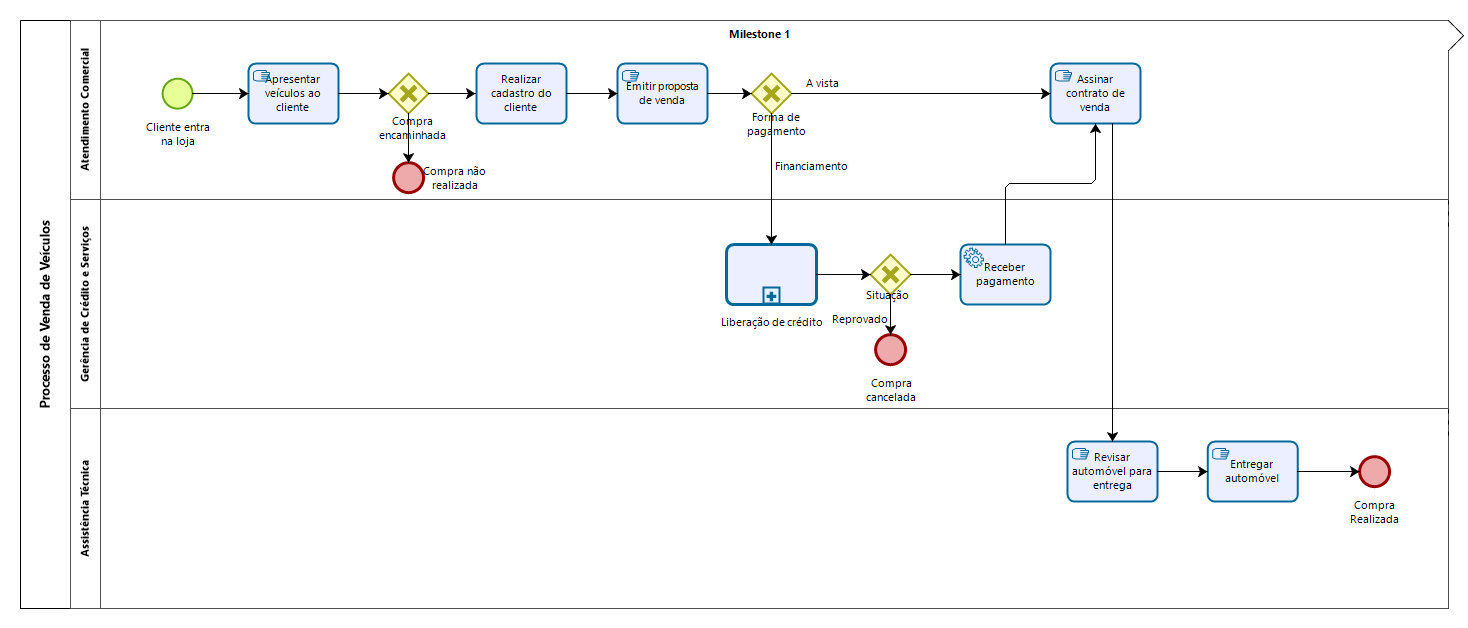 Milestone 1
Processo de Venda de Veículos
Atendimento Comercial
Cliente entra
na loja
Apresentar
veículos ao
cliente
Compra
encaminhada
Compra não
realizada
Realizar
cadastro do
cliente
Emitir proposta
de venda
Forma de
pagamento
A vista
Financiamento
Assinar
contrato de
venda
Gerência de Crédito e Serviços
Liberação de crédito
Situação
Reprovado
Compra
cancelada
Receber
pagamento
Assistência Técnica
Revisar
automóvel para
entrega
Entregar
automóvel
Compra
Realizada